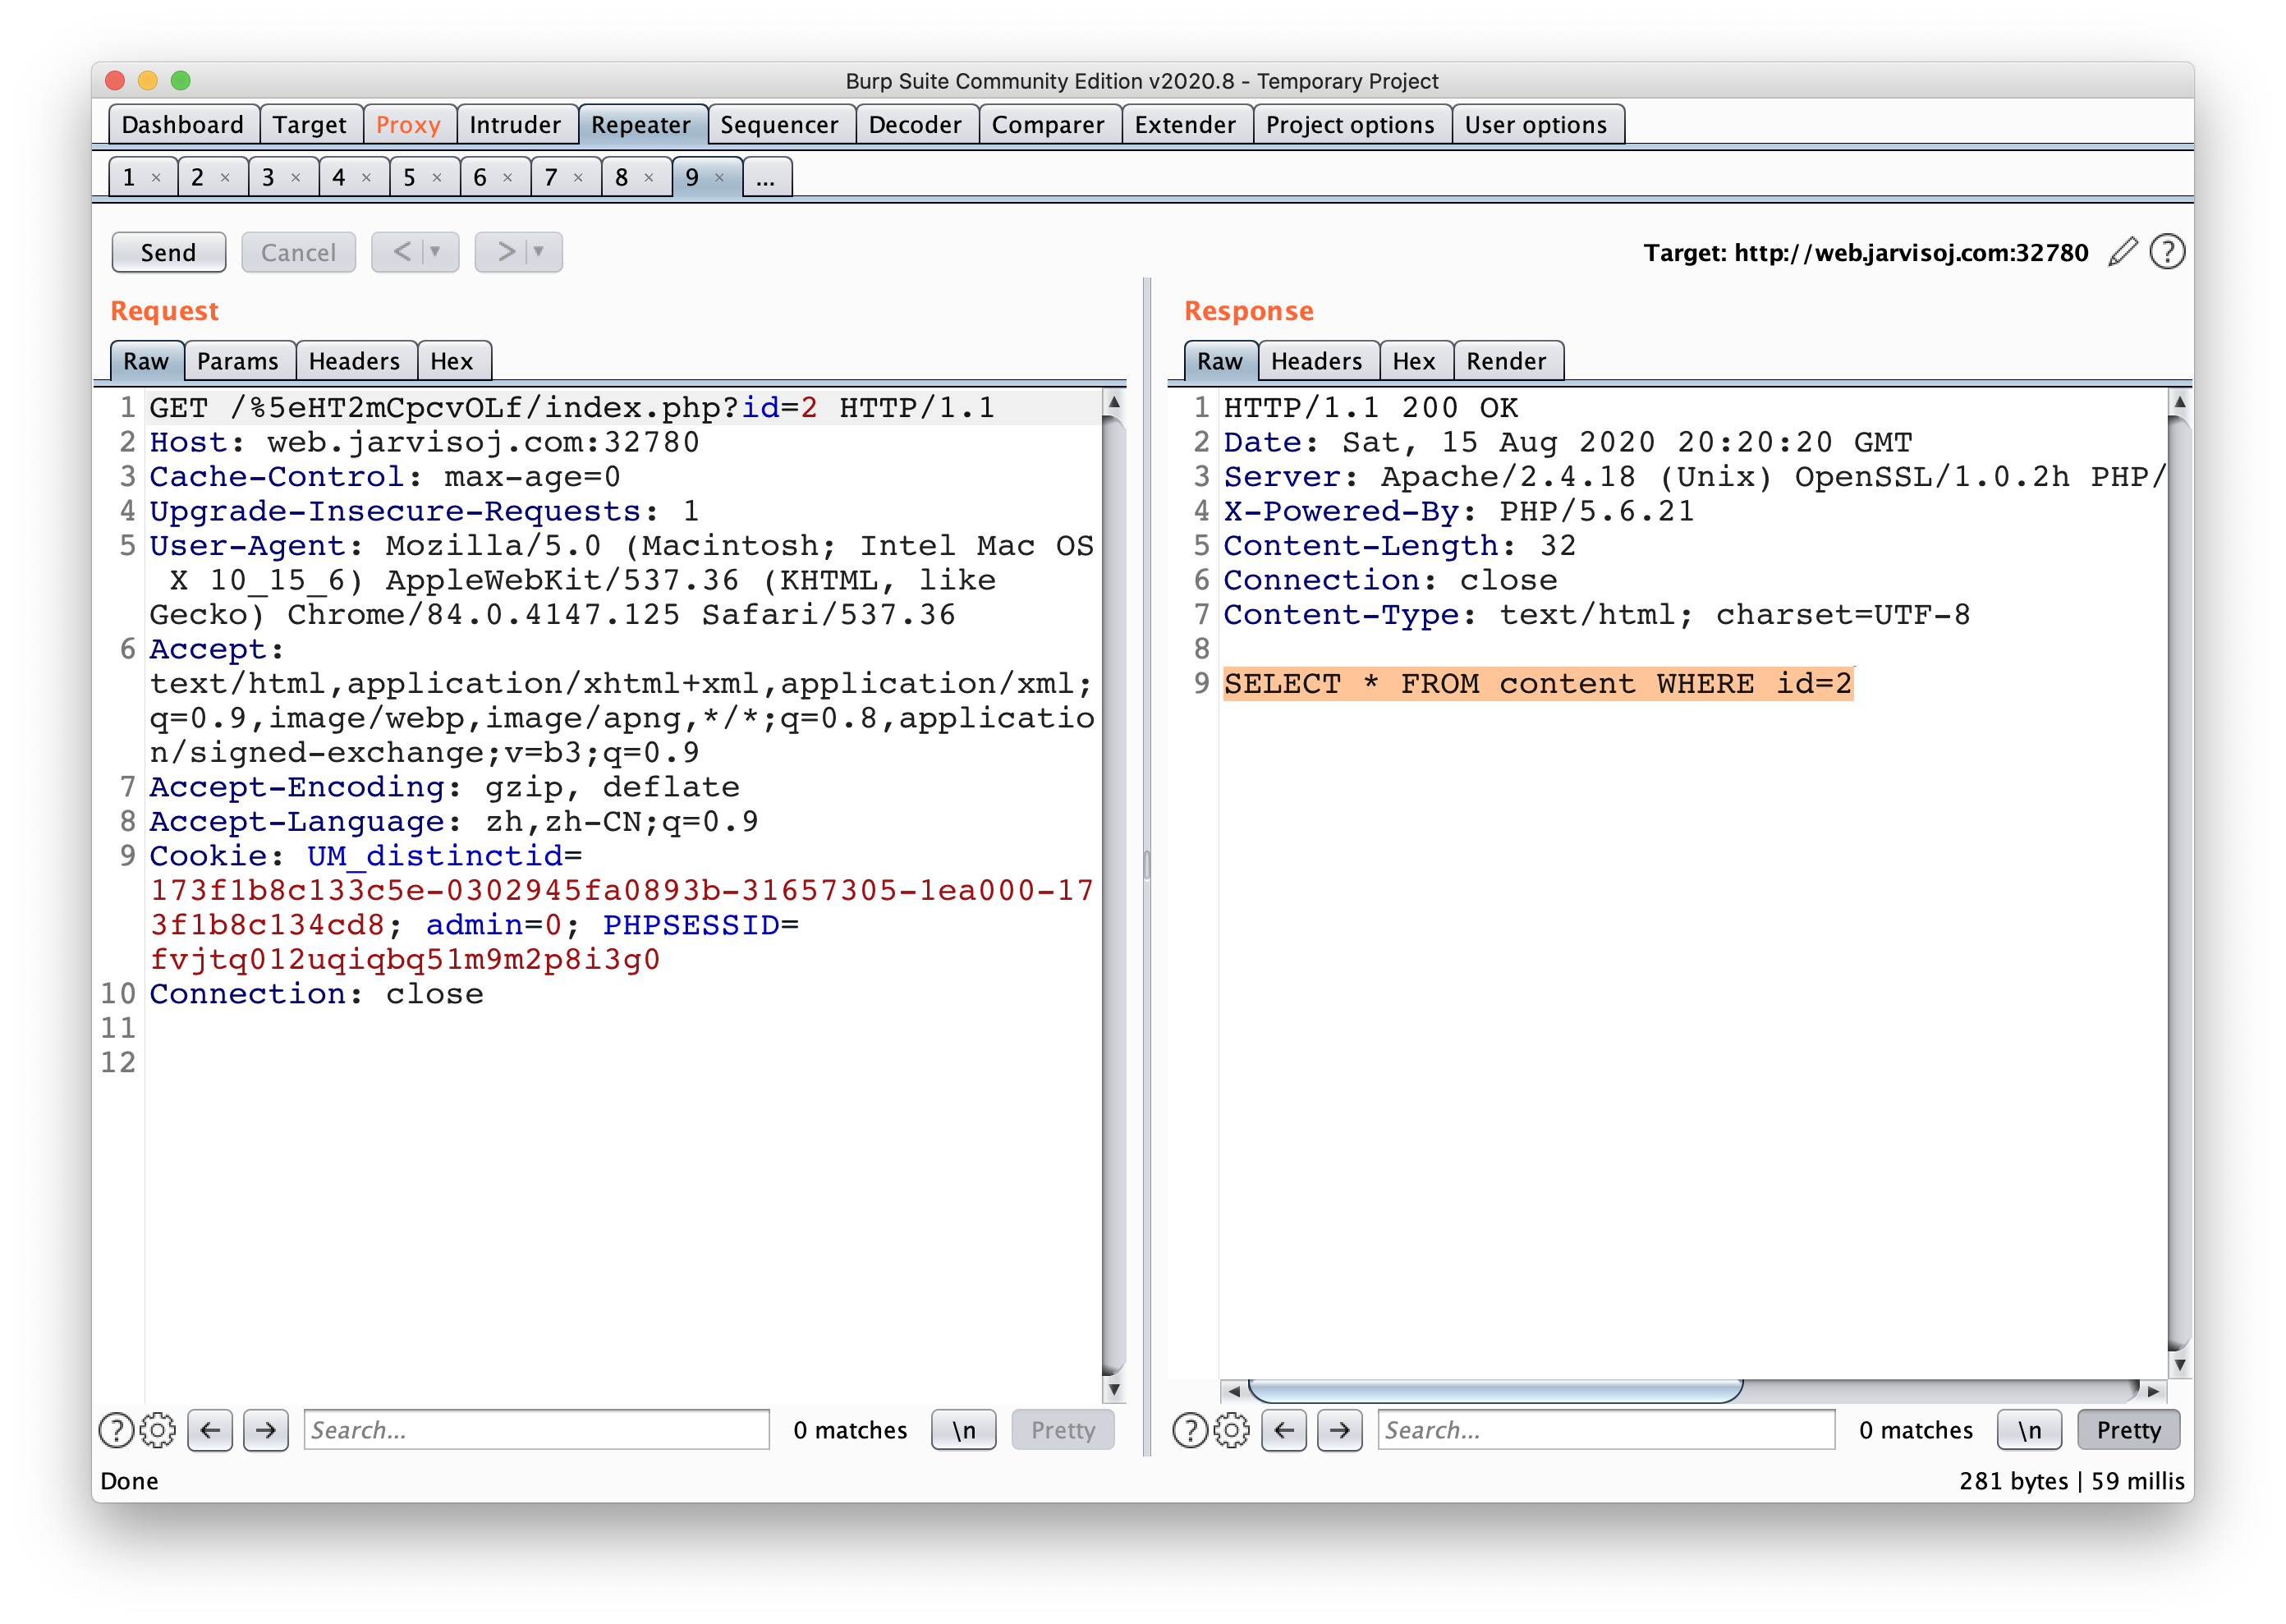 Burp Suite Community Edition v2020.8 - Temporary Project
Dashboard Target Proxy Intruder Repeater Sequencer Decoder Comparer Extender Project options User options
1 × 2 × 3 × 4 × 5 × 6 × 7 × 8 × 9 × ...
Send Cancel < > Target: http://web.jarvisoj.com:32780
Request
Raw Params Headers Hex
1 GET /%5eHT2mCpcvOLf/index.php?id=2 HTTP/1.1
2 Host: web.jarvisoj.com:32780
3 Cache-Control: max-age=0
4 Upgrade-Insecure-Requests: 1
5 User-Agent: Mozilla/5.0 (Macintosh; Intel Mac OS
X 10_15_6) AppleWebKit/537.36 (KHTML, like
Gecko) Chrome/84.0.4147.125 Safari/537.36
6 Accept:
text/html,application/xhtml+xml,application/xml;
q=0.9,image/webp,image/apng,*/*;q=0.8,applicatio
n/signed-exchange;v=b3;q=0.9
7 Accept-Encoding: gzip, deflate
8 Accept-Language: zh,zh-CN;q=0.9
9 Cookie: UM_distinctid=
173f1b8c133c5e-0302945fa0893b-31657305-1ea000-17
3f1b8c134cd8; admin=0; PHPSESSID=
fvjtq012uqiqbq51m9m2p8i3g0
10 Connection: close
11
12
? ← → Search... 0 matches \n Pretty
Response
Raw Headers Hex Render
1 HTTP/1.1 200 OK
2 Date: Sat, 15 Aug 2020 20:20:20 GMT
3 Server: Apache/2.4.18 (Unix) OpenSSL/1.0.2h PHP/
4 X-Powered-By: PHP/5.6.21
5 Content-Length: 32
6 Connection: close
7 Content-Type: text/html; charset=UTF-8
8
9 SELECT * FROM content WHERE id=2
? ← → Search... 0 matches \n Pretty
Done 281 bytes | 59 millis